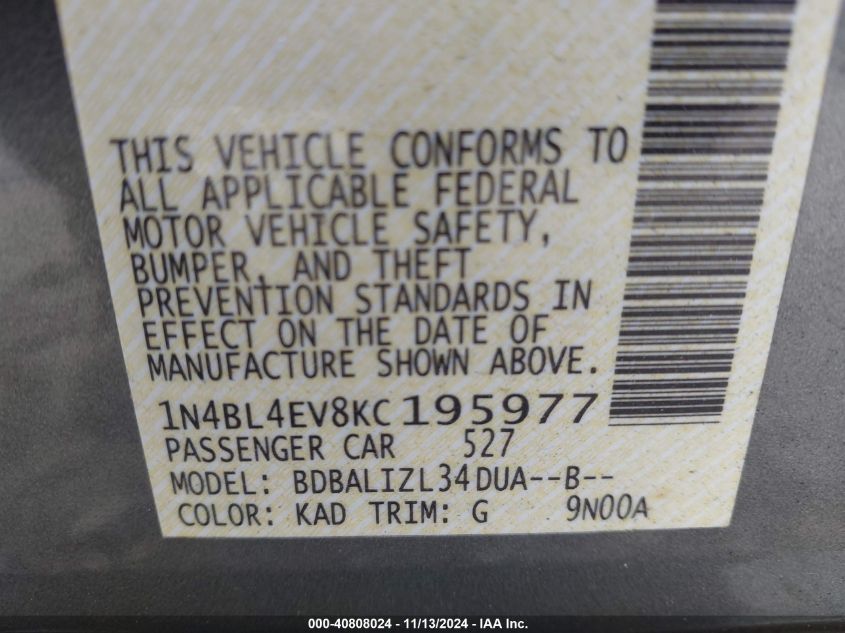 THIS VEHICLE CONFORMS TO
ALL APPLICABLE FEDERAL
MOTOR VEHICLE SAFETY,
BUMPER, AND THEFT
PREVENTION STANDARDS IN
EFFECT ON THE DATE OF
MANUFACTURE SHOWN ABOVE.
1N4BL4EV8KC195977
PASSENGER CAR 527
MODEL: BDBALIZL34DUA--B--
COLOR: KAD TRIM: G 9N00A
000-40808024 - 11/13/2024 - IAA Inc.